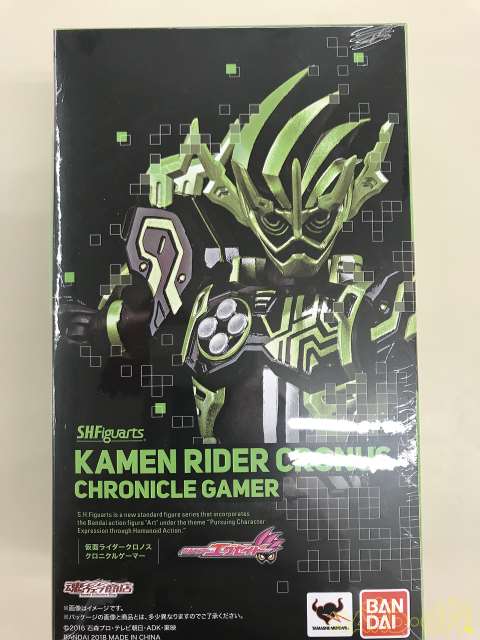 S.H.Figuarts
KAMEN RIDER CRONUS
CHRONICLE GAMER
S.H.Figuarts is a new standard figure series that incorporates
the Bandai action figure "Art" under the theme "Pursuing Character
Expression through Humanoid Action."
仮面ライダークロノス
クロニクルゲーマー
魂ウェブ商店
※画像はイメージです。
※パッケージの画像と商品とは、多少異なりますのでご了承ください。
©2016 石森プロ・テレビ朝日・ADK・東映
©BANDAI 2018 MADE IN CHINA
TAMASHII NATIONS
BAN
DAI